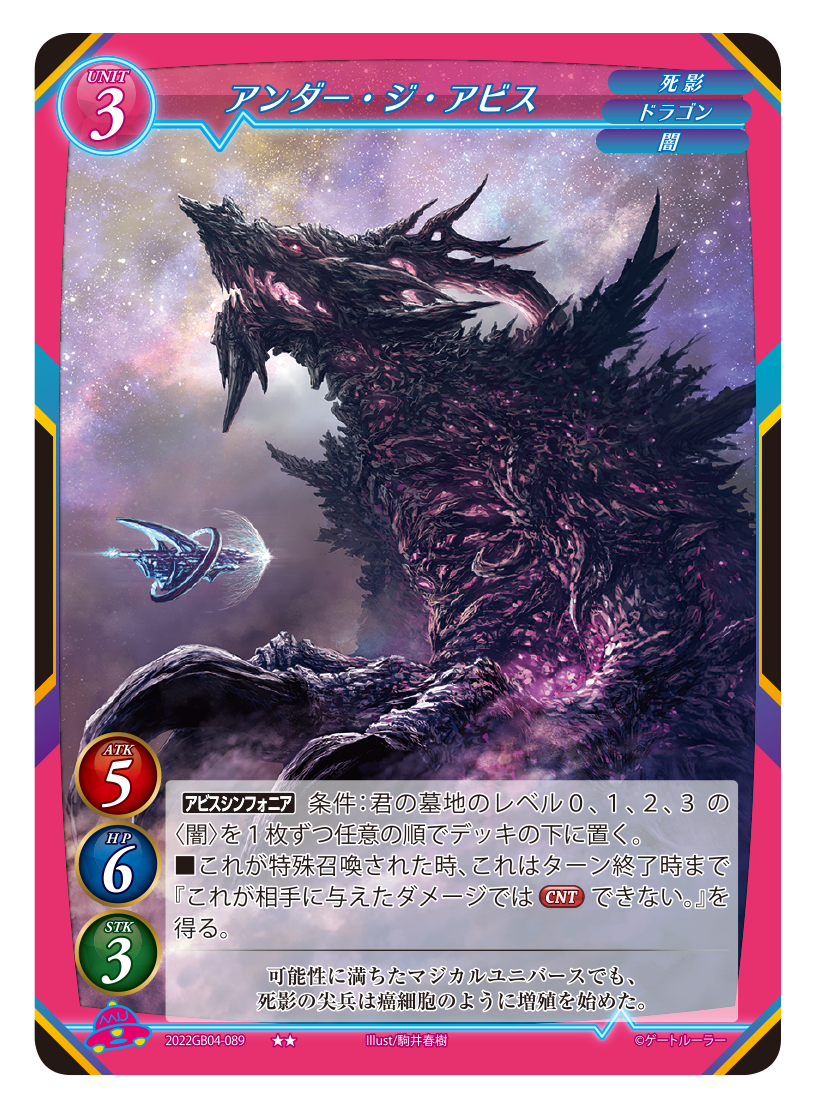 UNIT
3
アンダー・ジ・アビス
死影
ドラゴン
闇
ATK
5
HP
6
STK
3
アビスシンフォニア 条件：君の墓地のレベル０、１、２、３ の
〈闇〉を１枚ずつ任意の順でデッキの下に置く。
■これが特殊召喚された時、これはターン終了時まで
『これが相手に与えたダメージでは CNT できない。』を
得る。
可能性に満ちたマジカルユニバースでも、
死影の尖兵は癌細胞のように増殖を始めた。
MU
2022GB04-089 ★★ Illust/駒井春樹 ©ゲートルーラー